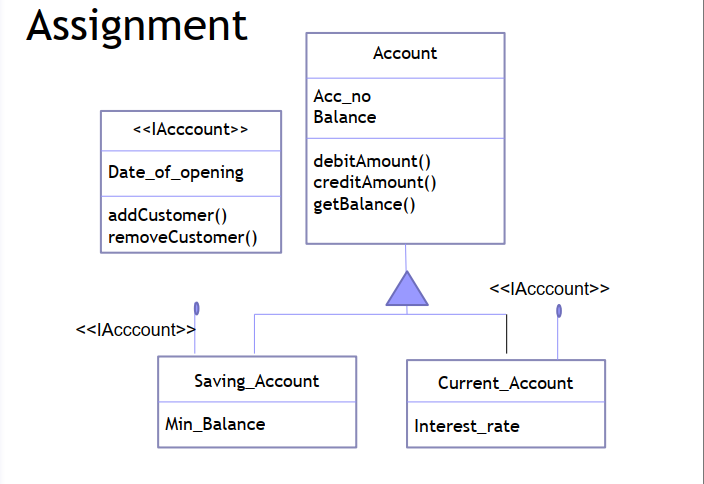 Assignment
Account
Acc_no
Balance
debitAmount()
creditAmount()
getBalance()
<<IAcccount>>
Date_of_opening
addCustomer()
removeCustomer()
<<IAcccount>>
<<IAcccount>>
Saving_Account
Min_Balance
Current_Account
Interest_rate